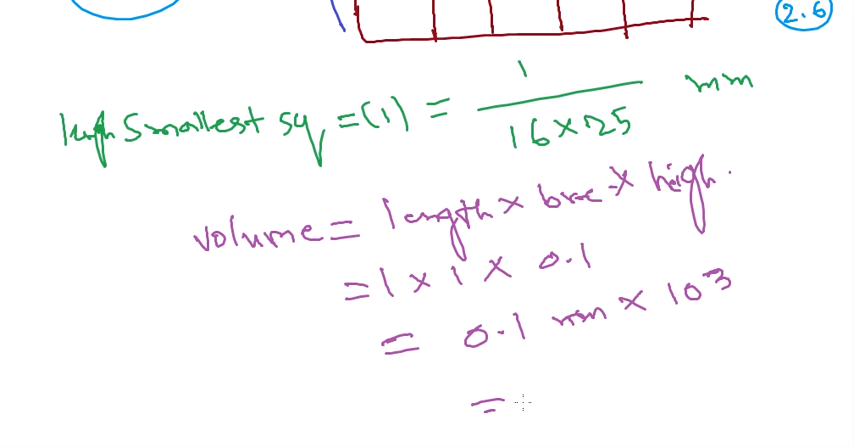 2.6
Smallest sq = (1) = 1 / 16 × 25 mm
volume = length × bre × high.
= 1 × 1 × 0.1
= 0.1 mm × 10³
=